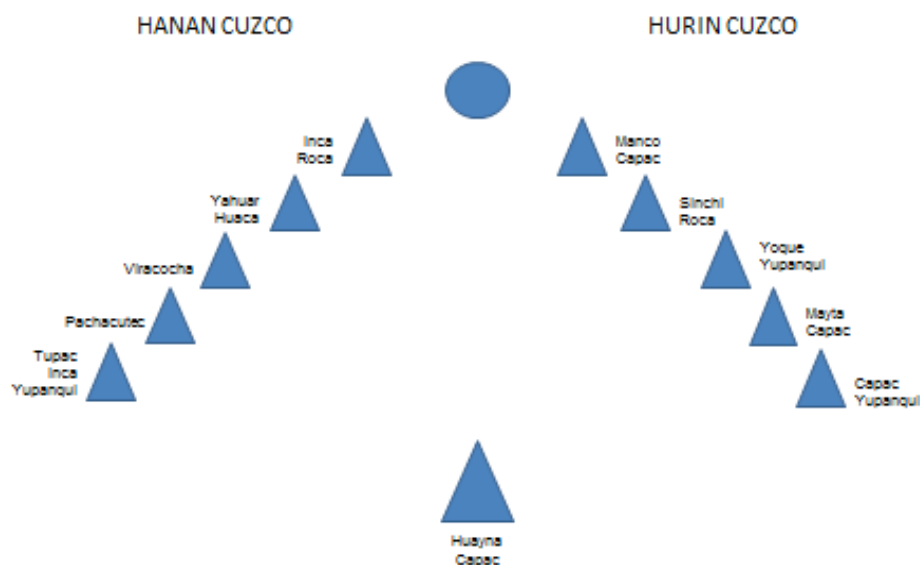 HANAN CUZCO
HURIN CUZCO
Inca
Roca
Yahuar
Huaca
Viracocha
Pachacutec
Tupac
Inca
Yupanqui
Manco
Capac
Sinchi
Roca
Yoque
Yupanqui
Mayta
Capac
Capac
Yupanqui
Huayna
Capac